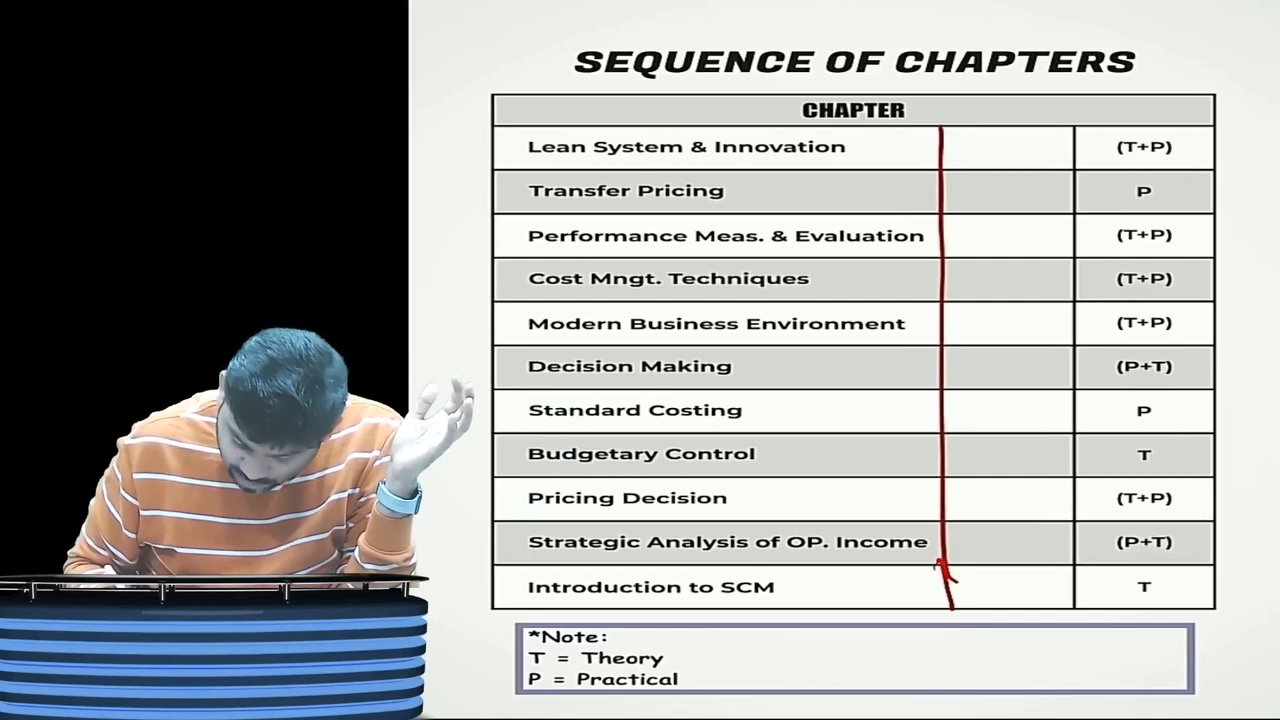 SEQUENCE OF CHAPTERS
CHAPTER
Lean System & Innovation (T+P)
Transfer Pricing P
Performance Meas. & Evaluation (T+P)
Cost Mngt. Techniques (T+P)
Modern Business Environment (T+P)
Decision Making (P+T)
Standard Costing P
Budgetary Control T
Pricing Decision (T+P)
Strategic Analysis of OP. Income (P+T)
Introduction to SCM T
*Note:
T = Theory
P = Practical